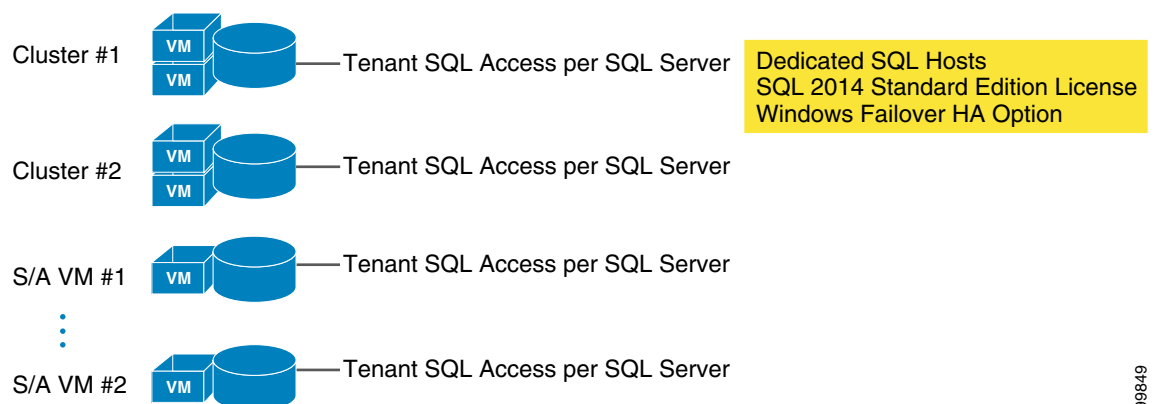 Cluster #1
VM
VM
Tenant SQL Access per SQL Server
Dedicated SQL Hosts
SQL 2014 Standard Edition License
Windows Failover HA Option
Cluster #2
VM
VM
Tenant SQL Access per SQL Server
S/A VM #1
VM
Tenant SQL Access per SQL Server
S/A VM #2
VM
Tenant SQL Access per SQL Server